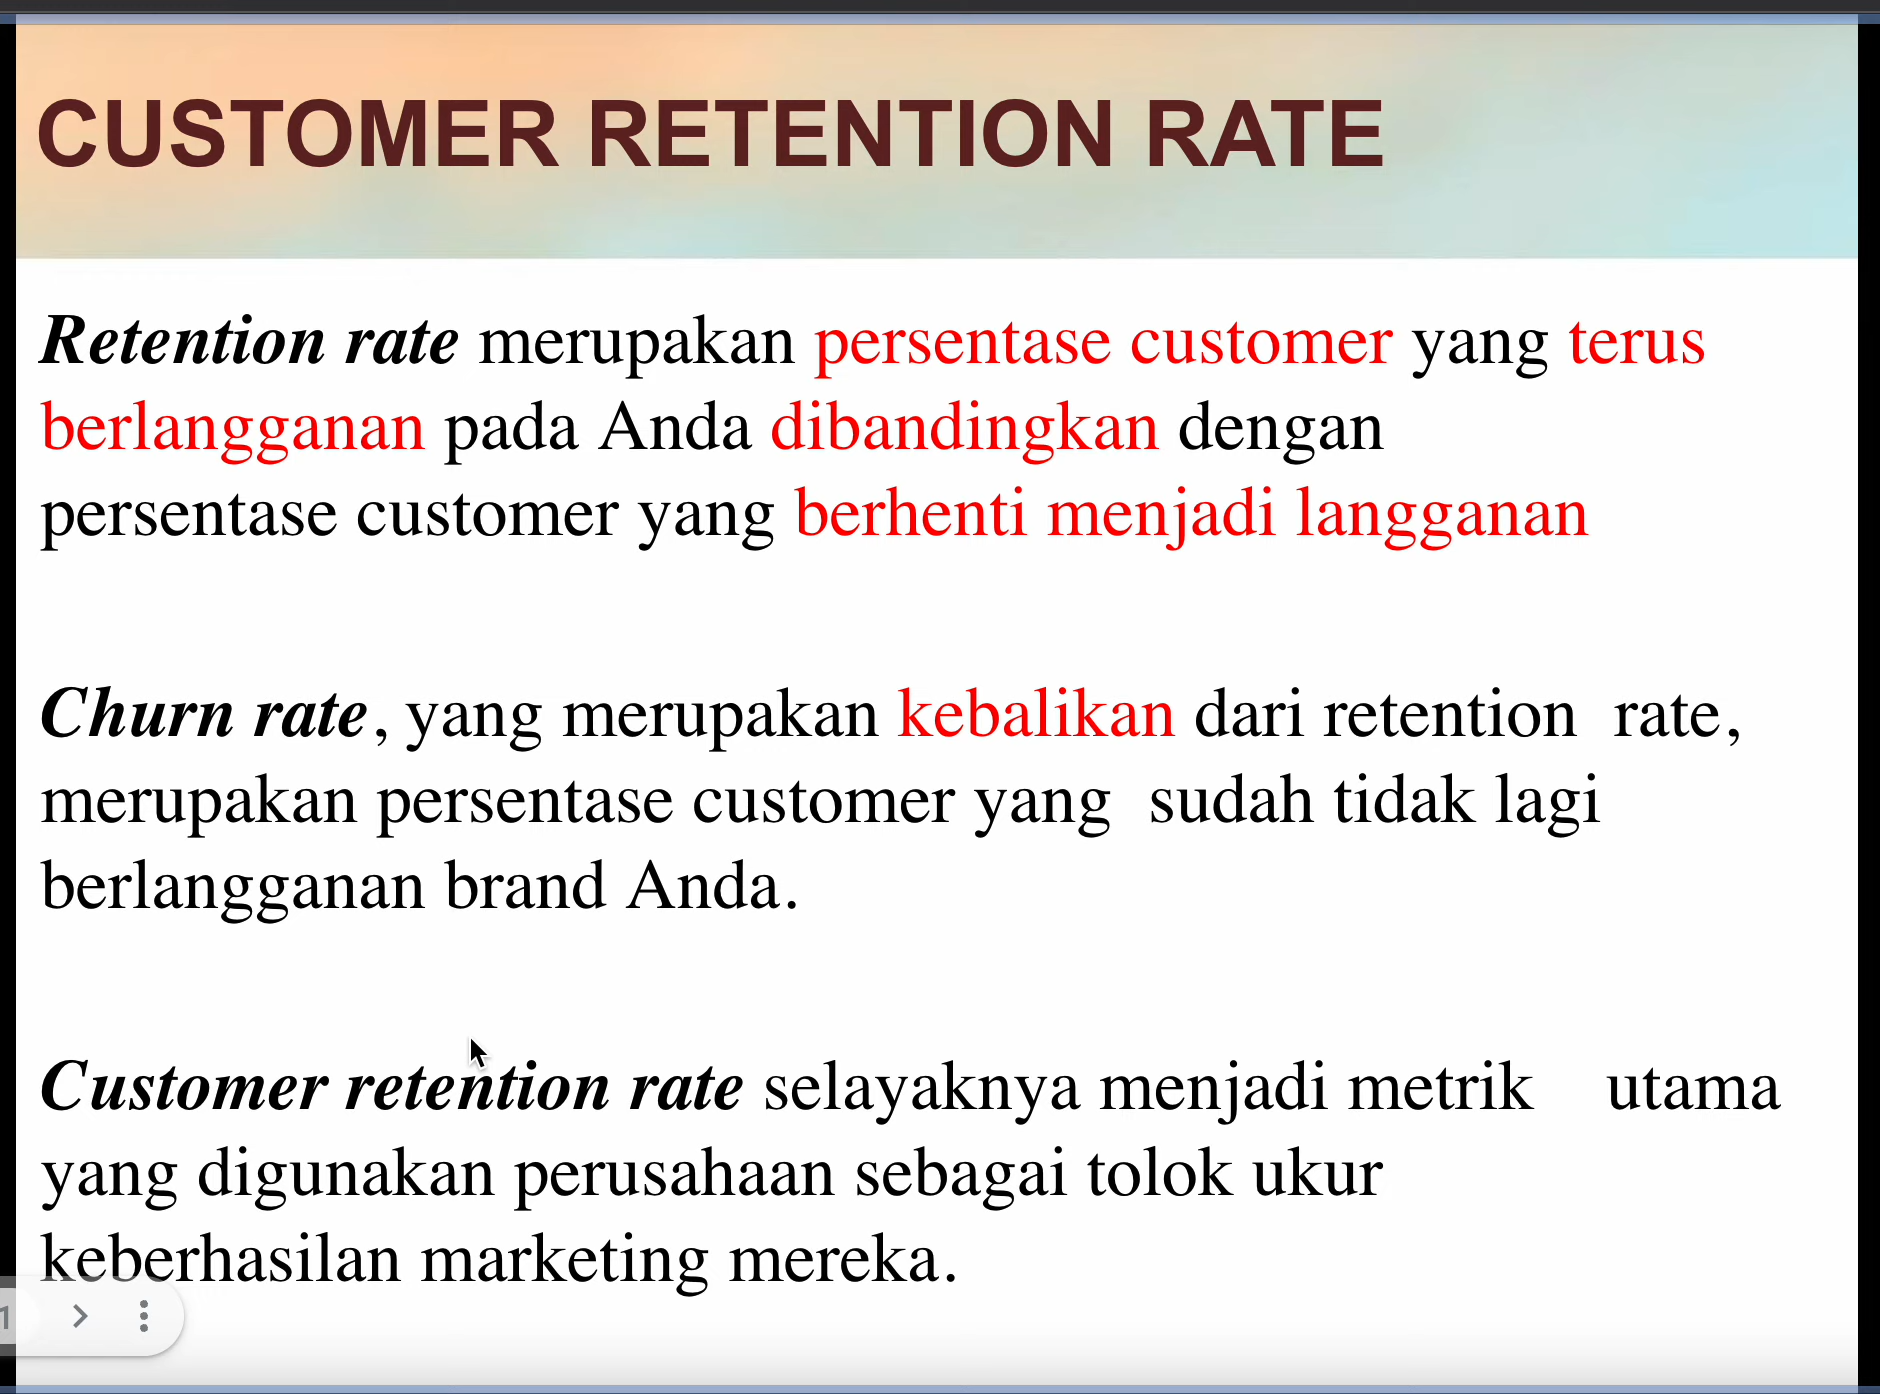 CUSTOMER RETENTION RATE
Retention rate merupakan persentase customer yang terus
berlangganan pada Anda dibandingkan dengan
persentase customer yang berhenti menjadi langganan
Churn rate, yang merupakan kebalikan dari retention rate,
merupakan persentase customer yang sudah tidak lagi
berlangganan brand Anda.
Customer retention rate selayaknya menjadi metrik utama
yang digunakan perusahaan sebagai tolok ukur
keberhasilan marketing mereka.
1